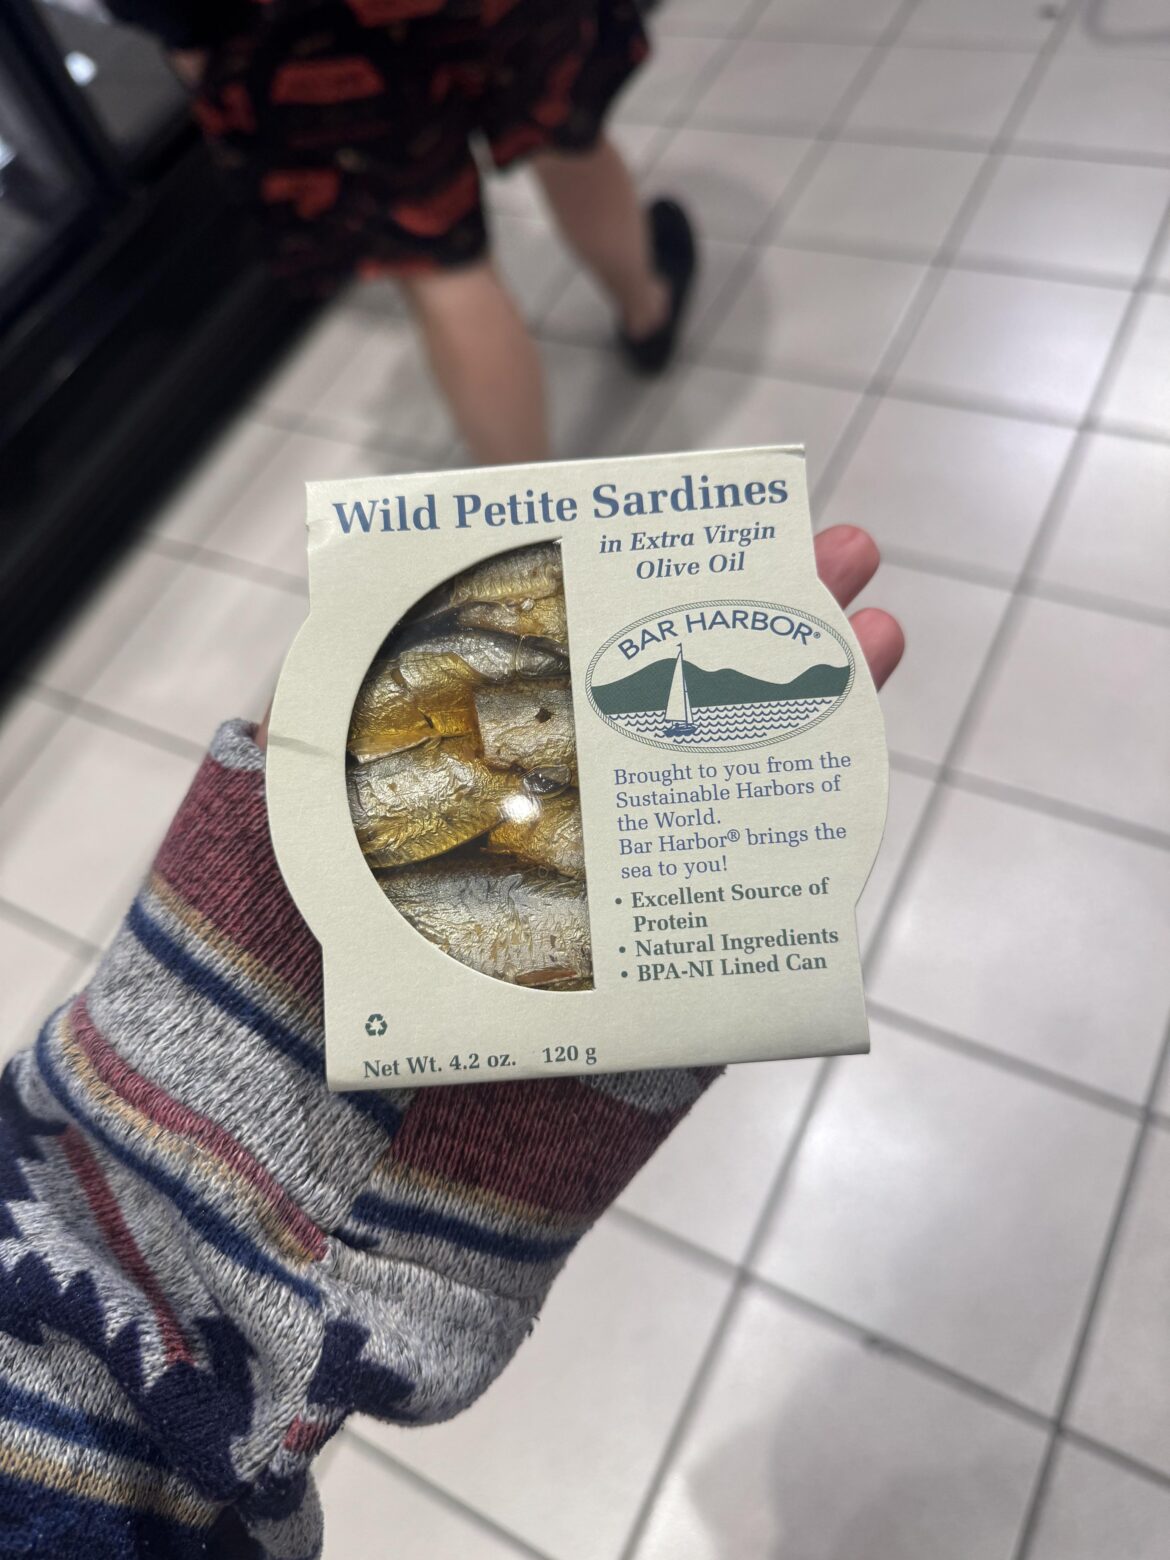 Wild Petite Sardines
in Extra Virgin
Olive Oil
BAR HARBOR®
Brought to you from the
Sustainable Harbors of
the World.
Bar Harbor® brings the
sea to you!
• Excellent Source of
Protein
• Natural Ingredients
• BPA-NI Lined Can
Net Wt. 4.2 oz. 120 g